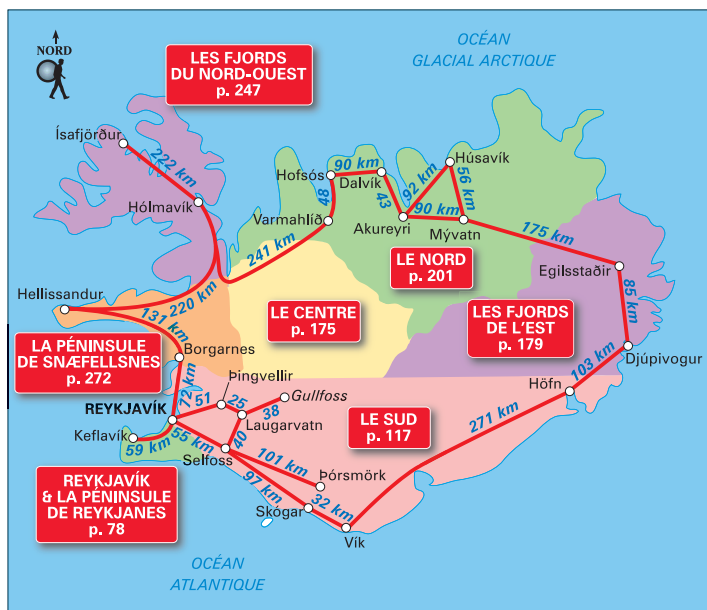 NORD
OCÉAN
GLACIAL ARCTIQUE
LES FJORDS
DU NORD-OUEST
p. 247
Ísafjörður
222 km
Hólmavík
Hofsós
90 km
Dalvík
48
43
Varmahlíð
Akureyri
92 km
Húsavík
56 km
90 km
Mývatn
175 km
241 km
LE NORD
p. 201
Egilsstaðir
85 km
Hellissandur
220 km
131 km
LE CENTRE
p. 175
LES FJORDS
DE L'EST
p. 179
LA PÉNINSULE
DE SNÆFELLSNES
p. 272
Borgarnes
Djúpivogur
103 km
Höfn
72 km
Þingvellir
51
25
Gullfoss
38
REYKJAVÍK
Laugarvatn
LE SUD
p. 117
271 km
Keflavík
59 km
55 km
40
Selfoss
101 km
Þórsmörk
97 km
Skógar
32 km
Vík
REYKJAVÍK
& LA PÉNINSULE
DE REYKJANES
p. 78
OCÉAN
ATLANTIQUE